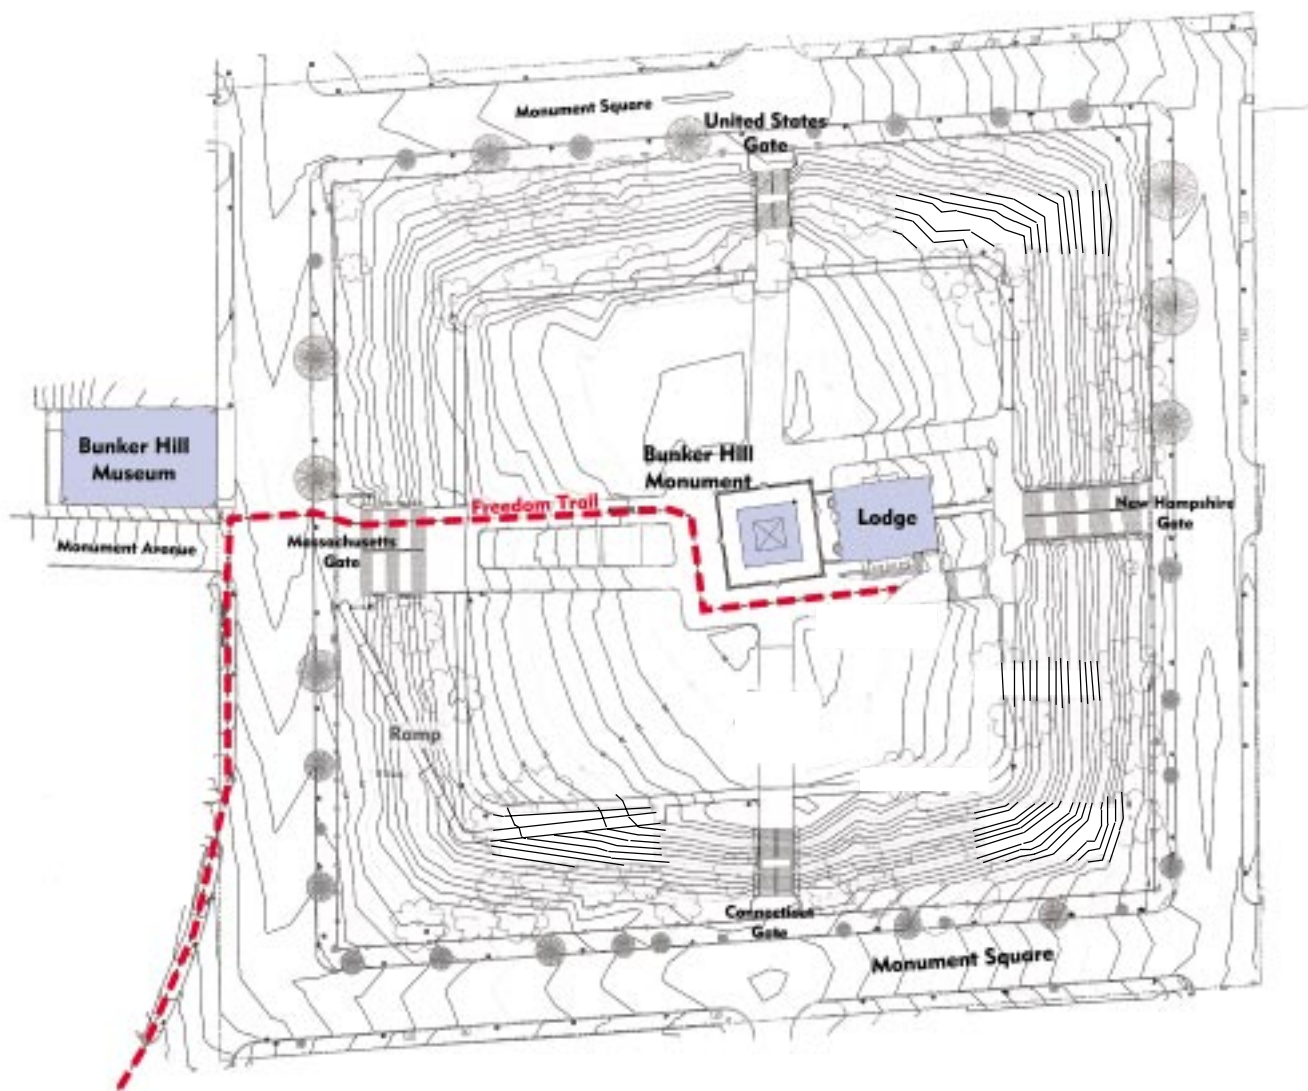 Monument Square
United States
Gate
Bunker Hill
Museum
Bunker Hill
Monument
Freedom Trail
Lodge
New Hampshire
Gate
Monument Avenue
Massachusetts
Gate
Ramp
Connecticut
Gate
Monument Square